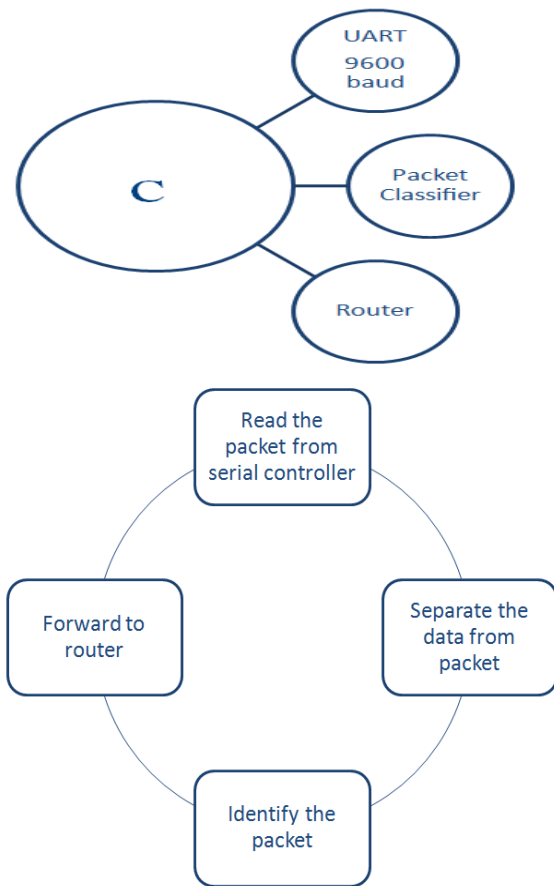 UART
9600
baud
C
Packet
Classifier
Router
Read the
packet from
serial controller
Separate the
data from
packet
Identify the
packet
Forward to
router